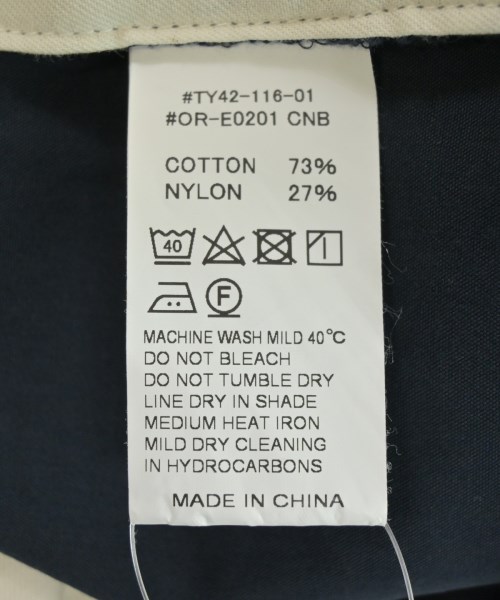 #TY42-116-01
#OR-E0201 CNB
COTTON 73%
NYLON 27%
40
F
MACHINE WASH MILD 40°C
DO NOT BLEACH
DO NOT TUMBLE DRY
LINE DRY IN SHADE
MEDIUM HEAT IRON
MILD DRY CLEANING
IN HYDROCARBONS
MADE IN CHINA